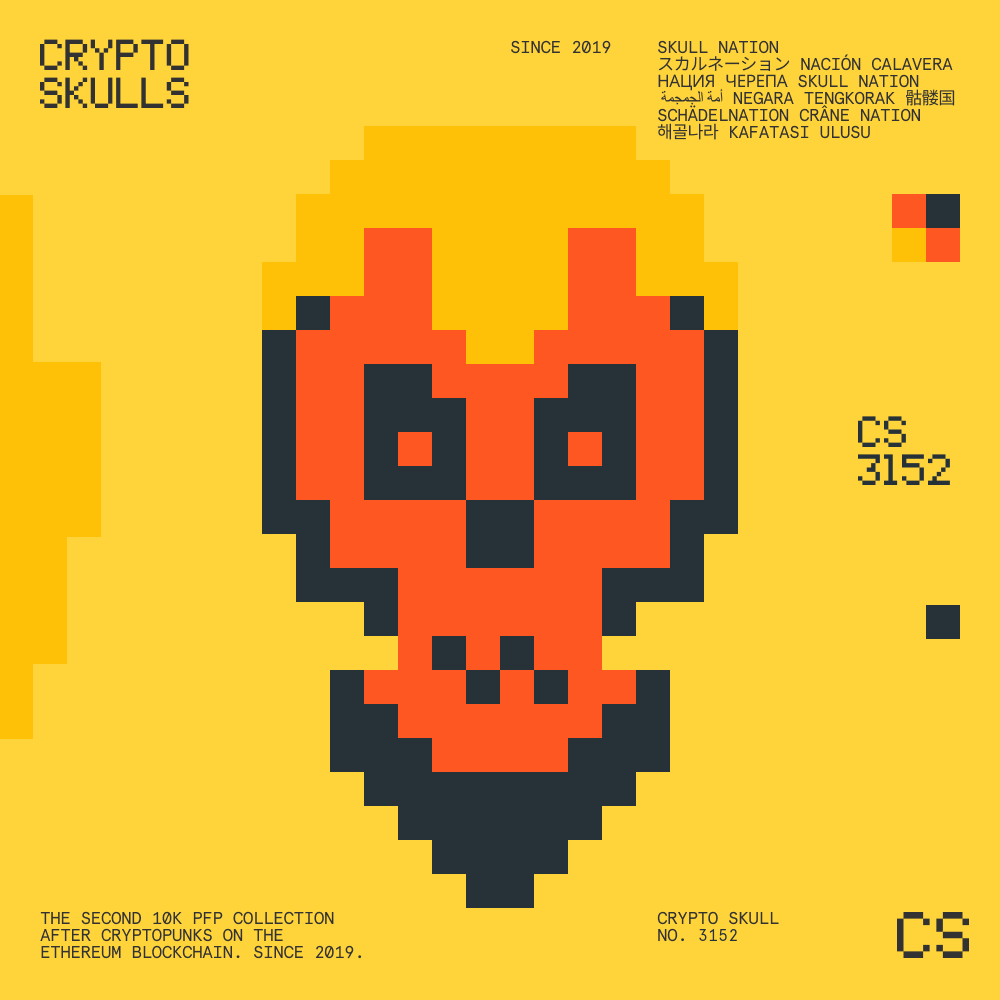 CRYPTO
SKULLS
SINCE 2019
SKULL NATION
スカルネーション NACIÓN CALAVERA
НАЦИЯ ЧЕРЕПА SKULL NATION
أمة الجمجمة NEGARA TENGKORAK 骷髅国
SCHÄDELNATION CRÂNE NATION
해골나라 KAFATASI ULUSU
CS
3152
THE SECOND 10K PFP COLLECTION
AFTER CRYPTOPUNKS ON THE
ETHEREUM BLOCKCHAIN. SINCE 2019.
CRYPTO SKULL
NO. 3152
CS